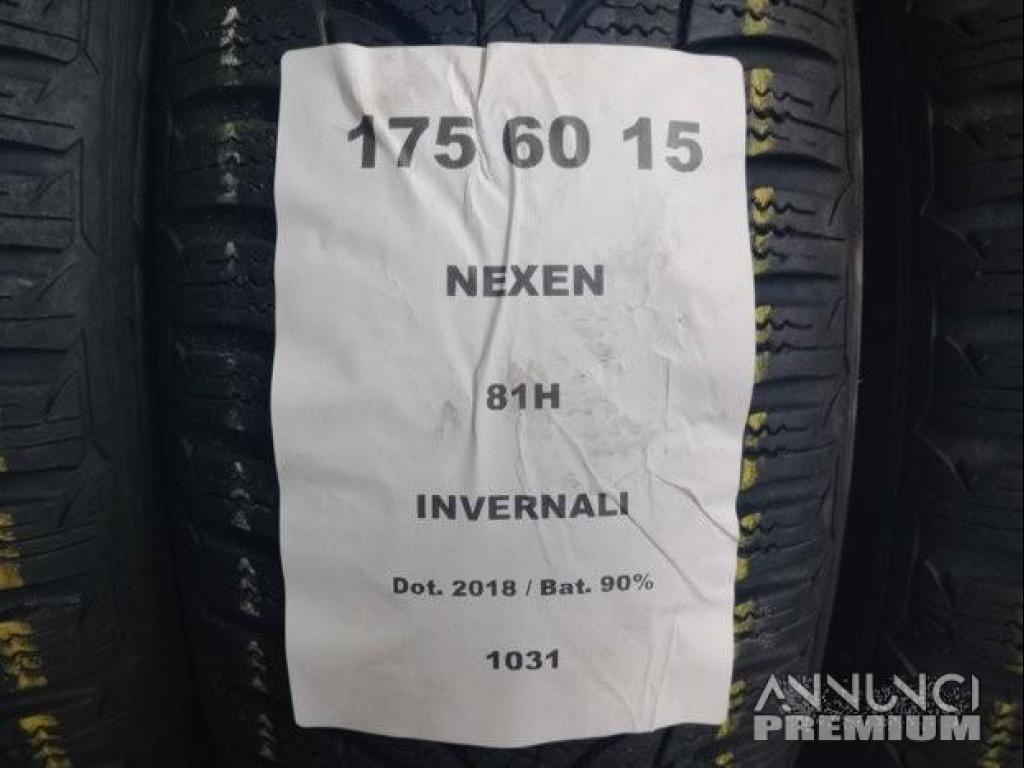 175 60 15
NEXEN
81H
INVERNALI
Dot. 2018 / Bat. 90%
1031
ANNUNCI
PREMIUM